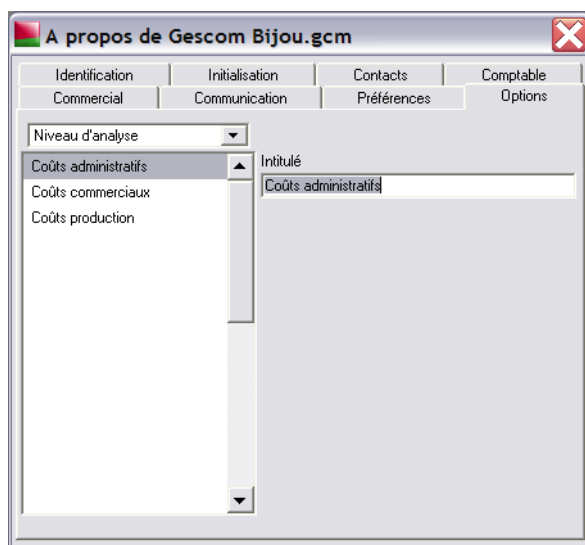 A propos de Gescom Bijou.gcm
Identification Initialisation Contacts Comptable
Commercial Communication Préférences Options
Niveau d'analyse
Coûts administratifs
Coûts commerciaux
Coûts production
Intitulé
Coûts administratifs